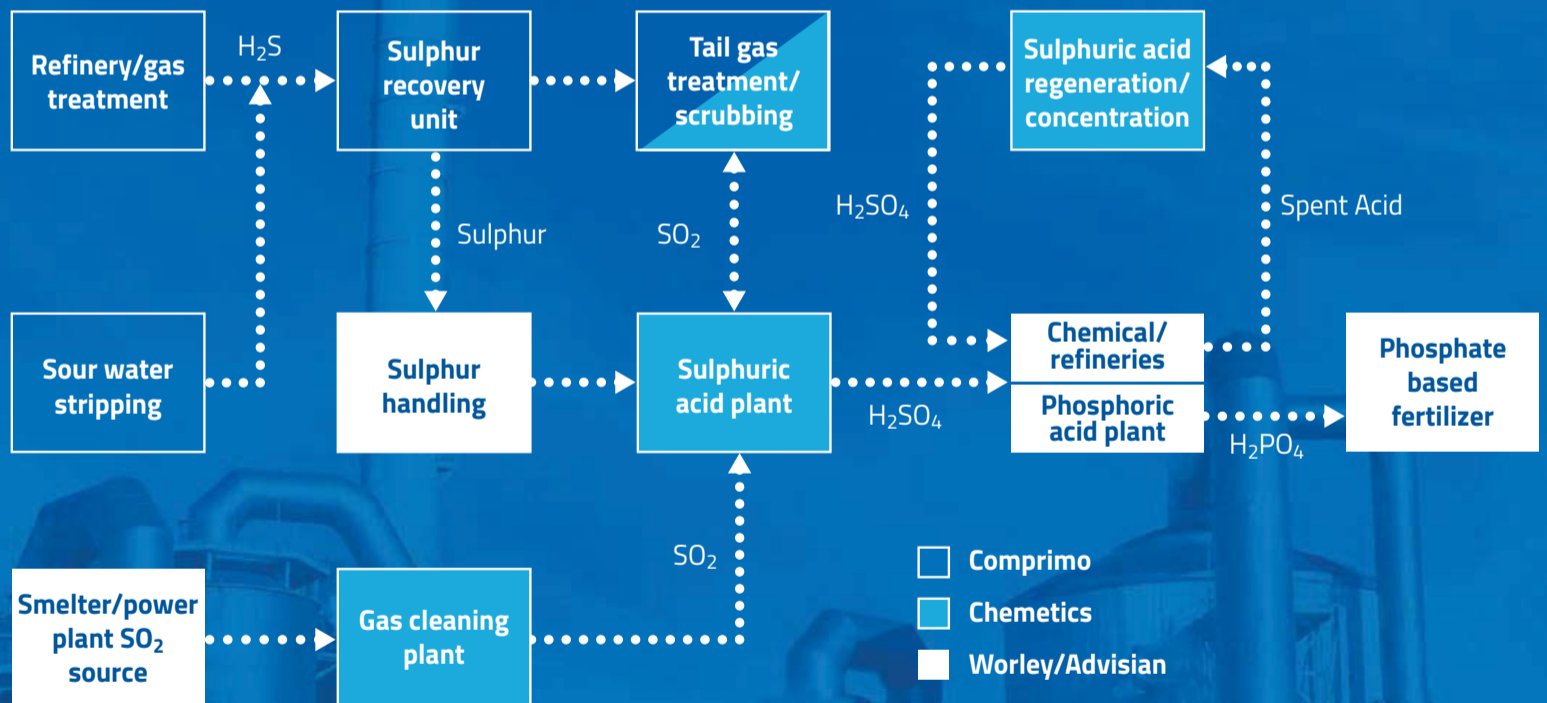 Refinery/gas
treatment
H₂S
Sulphur
recovery
unit
Tail gas
treatment/
scrubbing
Sulphuric acid
regeneration/
concentration
Sulphur
SO₂
H₂SO₄
Spent Acid
Sour water
stripping
Sulphur
handling
Sulphuric
acid plant
H₂SO₄
Chemical/
refineries
Phosphoric
acid plant
H₂PO₄
Phosphate
based
fertilizer
Smelter/power
plant SO₂
source
Gas cleaning
plant
SO₂
Comprimo
Chemetics
Worley/Advisian